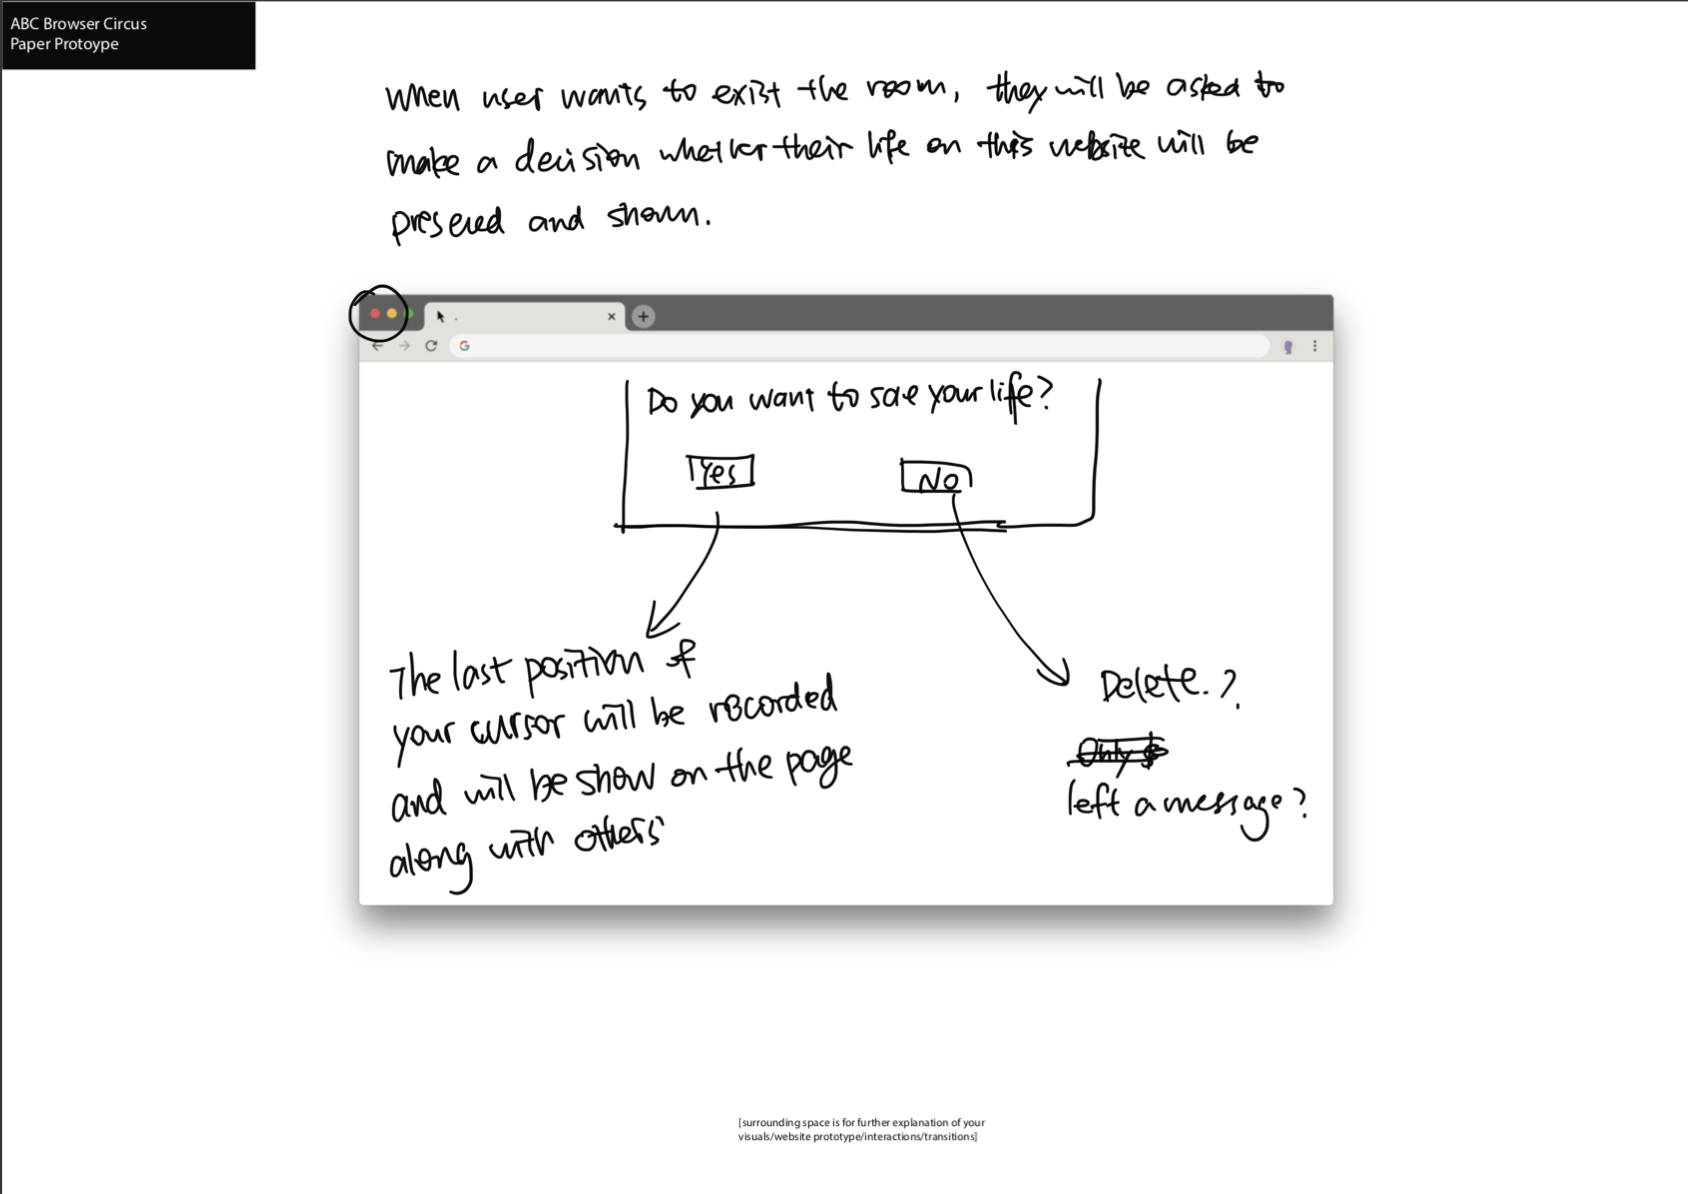 ABC Browser Circus
Paper Protoype
When user wants to exist the room, they will be asked to
make a decision whether their life on this website will be
presered and shown.
Do you want to save your life?
Yes
No
The last position of
your cursor will be recorded
and will be show on the page
along with others'
Delete.?
Only
left a message?
[surrounding space is for further explanation of your
visuals/website prototype/interactions/transitions]